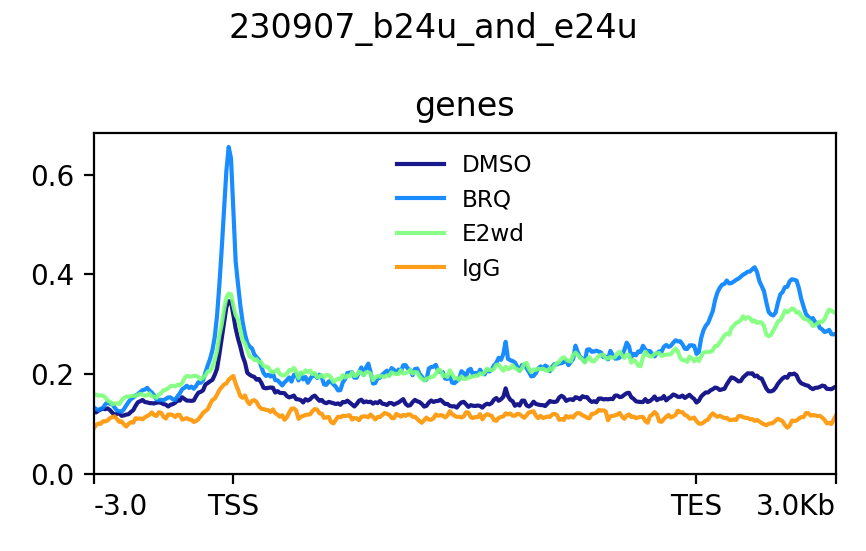 230907_b24u_and_e24u
genes
DMSO
BRQ
E2wd
IgG
0.6
0.4
0.2
0.0
-3.0 TSS TES 3.0Kb